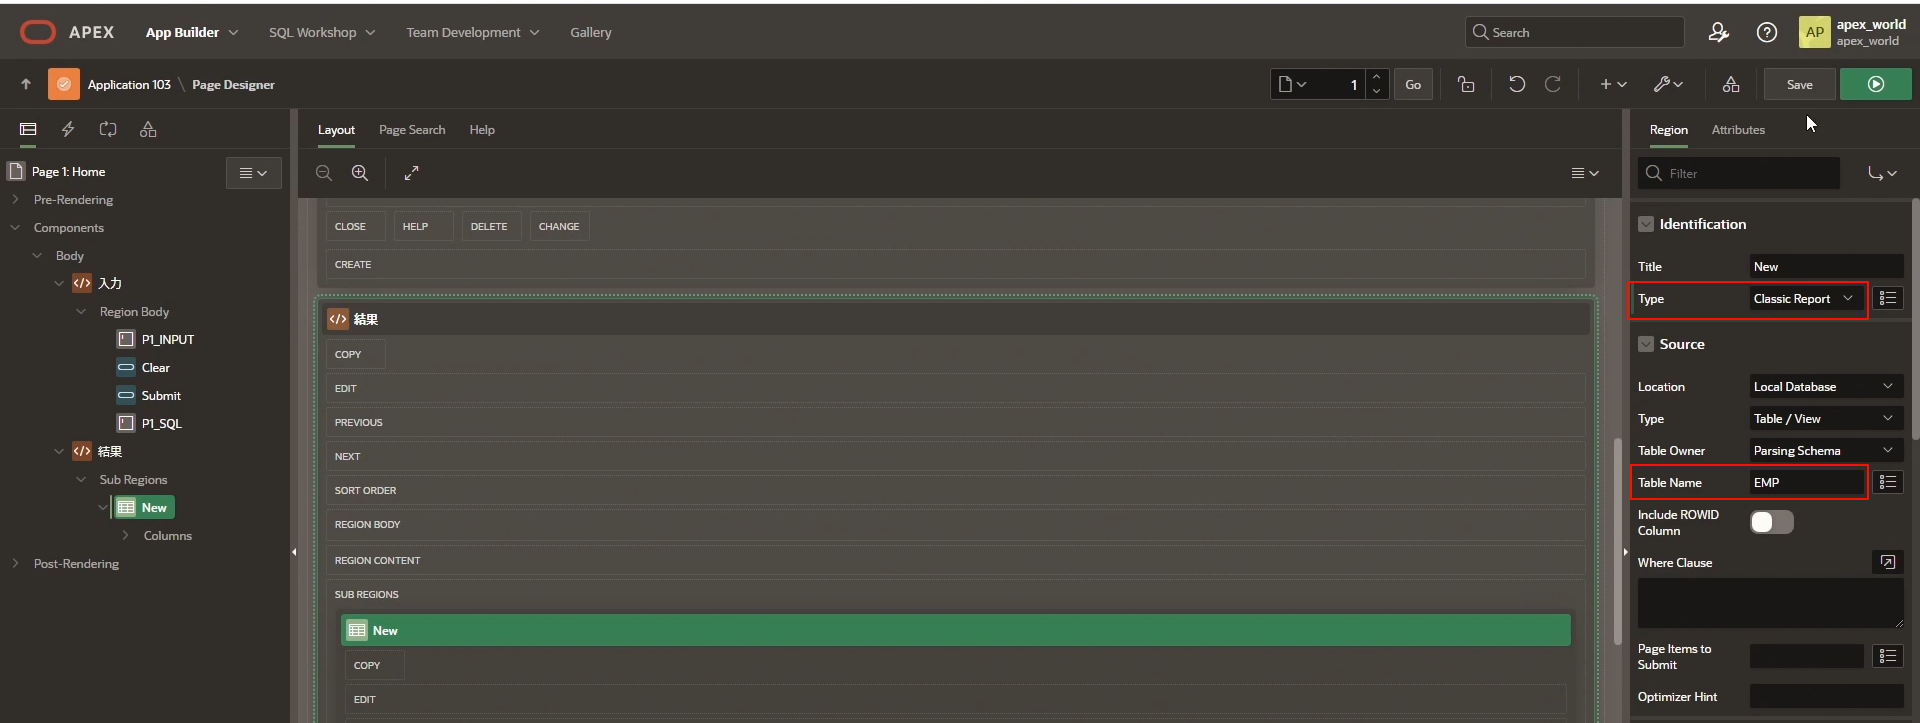 APEX App Builder SQL Workshop Team Development Gallery Search AP apex_world
apex_world
Application 103 \ Page Designer 1 Go Save
Layout Page Search Help
Region Attributes
Page 1: Home
Filter
Pre-Rendering
Components
Body
入力
Region Body
P1_INPUT
Clear
Submit
P1_SQL
結果
Sub Regions
New
Columns
Post-Rendering
CLOSE HELP DELETE CHANGE
CREATE
結果
COPY
EDIT
PREVIOUS
NEXT
SORT ORDER
REGION BODY
REGION CONTENT
SUB REGIONS
New
COPY
EDIT
Identification
Title New
Type Classic Report
Source
Location Local Database
Type Table / View
Table Owner Parsing Schema
Table Name EMP
Include ROWID
Column
Where Clause
Page Items to
Submit
Optimizer Hint